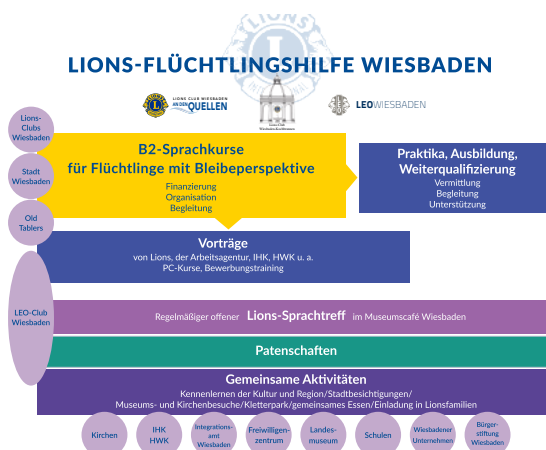 LIONS-FLÜCHTLINGSHILFE WIESBADEN
LIONS CLUB WIESBADEN
AN DEN QUELLEN
LEOWIESBADEN
Lions-
Clubs
Wiesbaden
Stadt
Wiesbaden
Old
Tablers
LEO-Club
Wiesbaden
B2-Sprachkurse
für Flüchtlinge mit Bleibeperspektive
Finanzierung
Organisation
Begleitung
Praktika, Ausbildung,
Weiterqualifizierung
Vermittlung
Begleitung
Unterstützung
Vorträge
von Lions, der Arbeitsagentur, IHK, HWK u. a.
PC-Kurse, Bewerbungstraining
Regelmäßiger offener Lions-Sprachtreff im Museumscafé Wiesbaden
Patenschaften
Gemeinsame Aktivitäten
Kennenlernen der Kultur und Region/Stadtbesichtigungen/
Museums- und Kirchenbesuche/Kletterpark/gemeinsames Essen/Einladung in Lionsfamilien
Kirchen
IHK
HWK
Integrations-
amt
Wiesbaden
Freiwilligen-
zentrum
Landes-
museum
Schulen
Wiesbadener
Unternehmen
Bürger-
stiftung
Wiesbaden